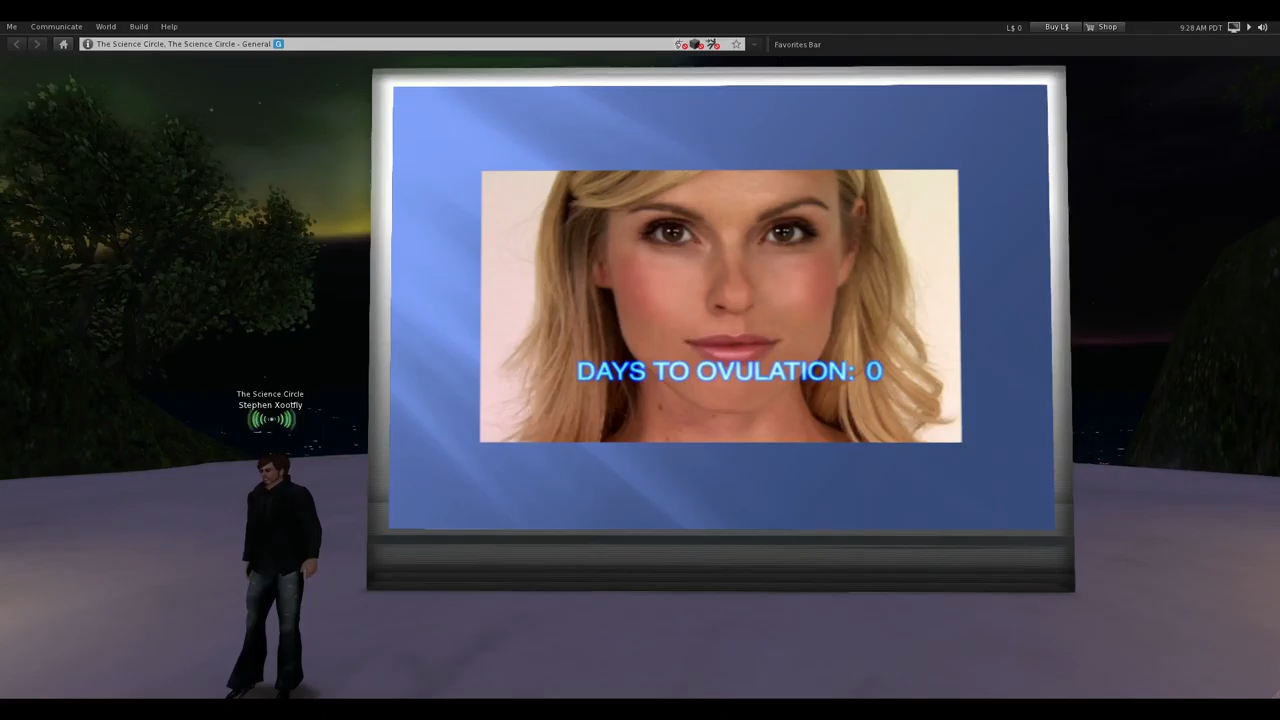 Me Communicate World Build Help
L$ 0 Buy L$ Shop 9:28 AM PDT
The Science Circle, The Science Circle - General G
Favorites Bar
DAYS TO OVULATION: 0
The Science Circle
Stephen Xootfly